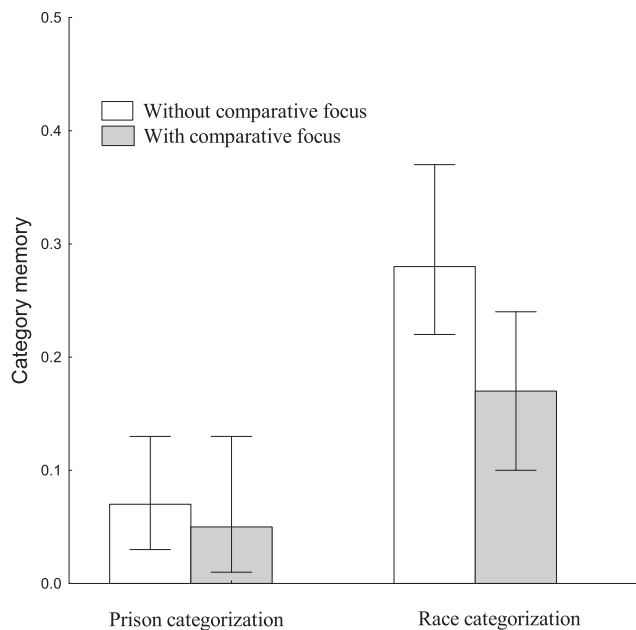 0.5
Without comparative focus
With comparative focus
0.4
0.3
0.2
0.1
0.0
Category memory
Prison categorization
Race categorization